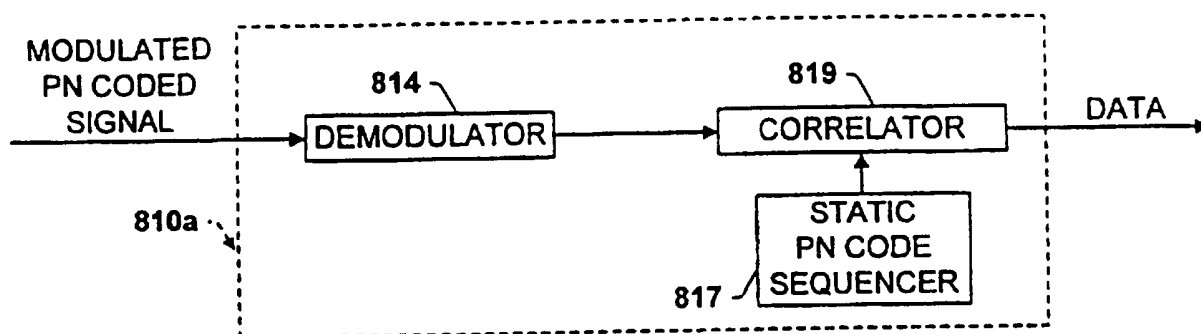 MODULATED
PN CODED
SIGNAL
814
DEMODULATOR
819
CORRELATOR
DATA
810a
STATIC
PN CODE
SEQUENCER
817